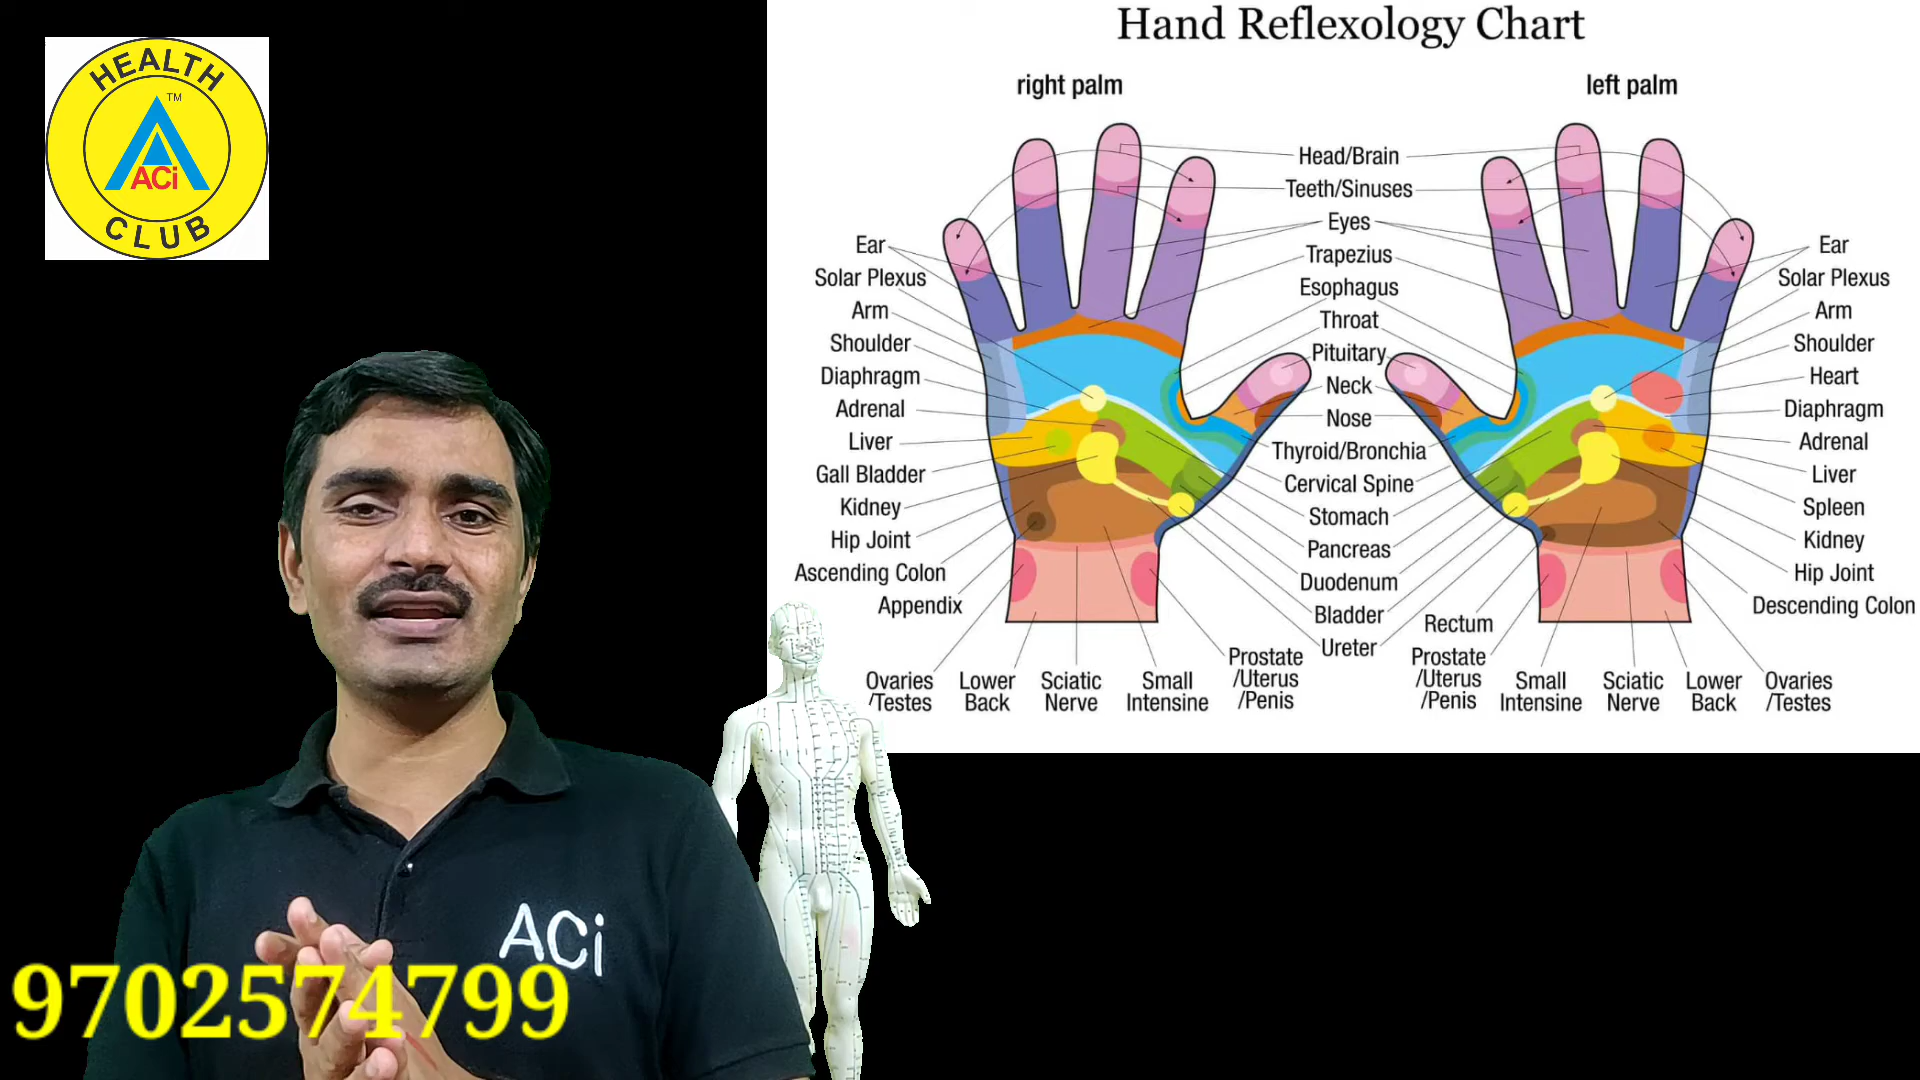 HEALTH
TM
ACi
CLUB
Hand Reflexology Chart
right palm
left palm
Head/Brain
Teeth/Sinuses
Eyes
Trapezius
Esophagus
Throat
Pituitary
Neck
Nose
Thyroid/Bronchia
Cervical Spine
Stomach
Pancreas
Duodenum
Bladder
Ureter
Ear
Solar Plexus
Arm
Shoulder
Diaphragm
Adrenal
Liver
Gall Bladder
Kidney
Hip Joint
Ascending Colon
Appendix
Ovaries
/Testes
Lower
Back
Sciatic
Nerve
Small
Intensine
Prostate
/Uterus
/Penis
Ear
Solar Plexus
Arm
Shoulder
Heart
Diaphragm
Adrenal
Liver
Spleen
Kidney
Hip Joint
Descending Colon
Rectum
Prostate
/Uterus
/Penis
Small
Intensine
Sciatic
Nerve
Lower
Back
Ovaries
/Testes
ACi
9702574799